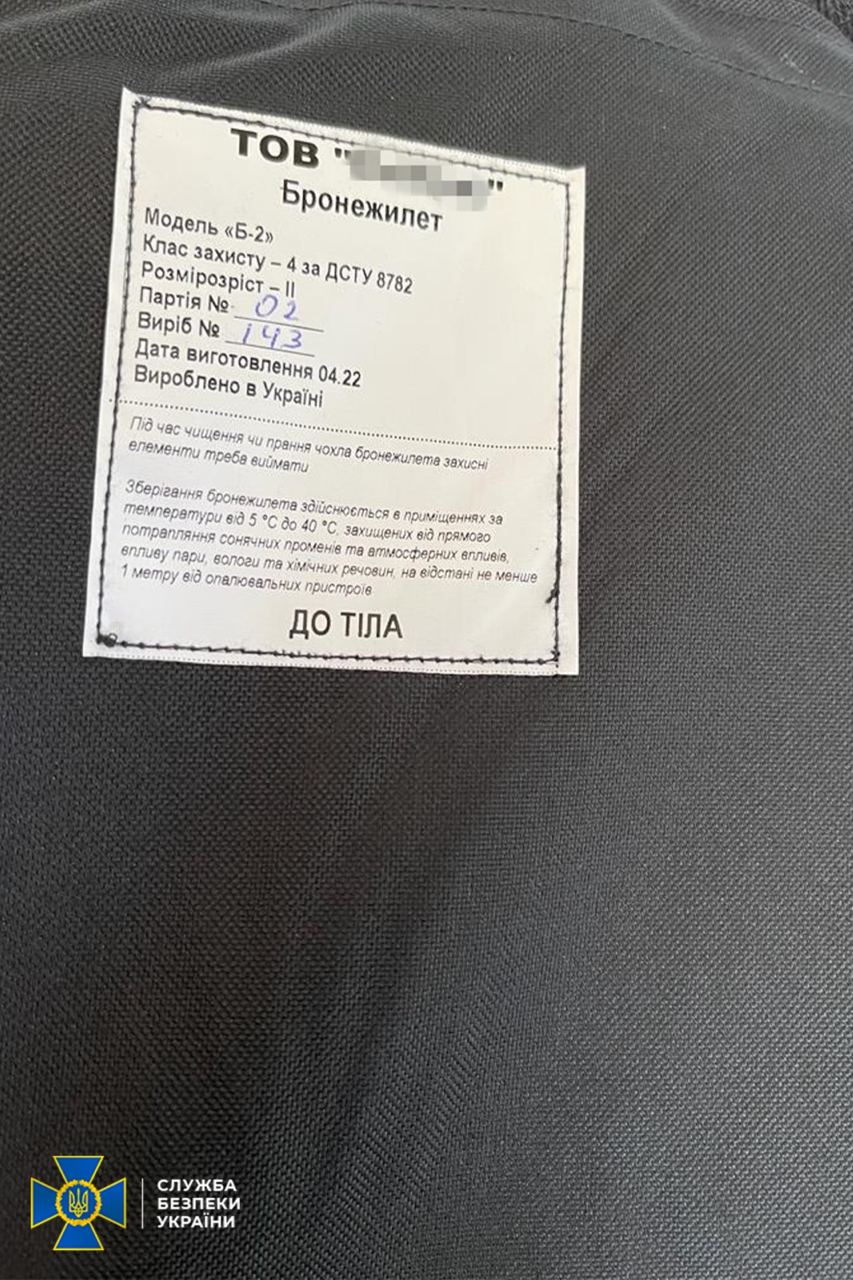 ТОВ " "
Бронежилет
Модель «Б-2»
Клас захисту – 4 за ДСТУ 8782
Розмірозріст – II
Партія № 02
Виріб № 143
Дата виготовлення 04.22
Вироблено в Україні
Під час чищення чи прання чохла бронежилета захисні
елементи треба виймати
Зберігання бронежилета здійснюється в приміщеннях за
температури від 5 °С до 40 °С, захищених від прямого
потрапляння сонячних променів та атмосферних впливів,
впливу пари, вологи та хімічних речовин, на відстані не менше
1 метру від опалювальних пристроїв
ДО ТІЛА
СЛУЖБА
БЕЗПЕКИ
УКРАЇНИ